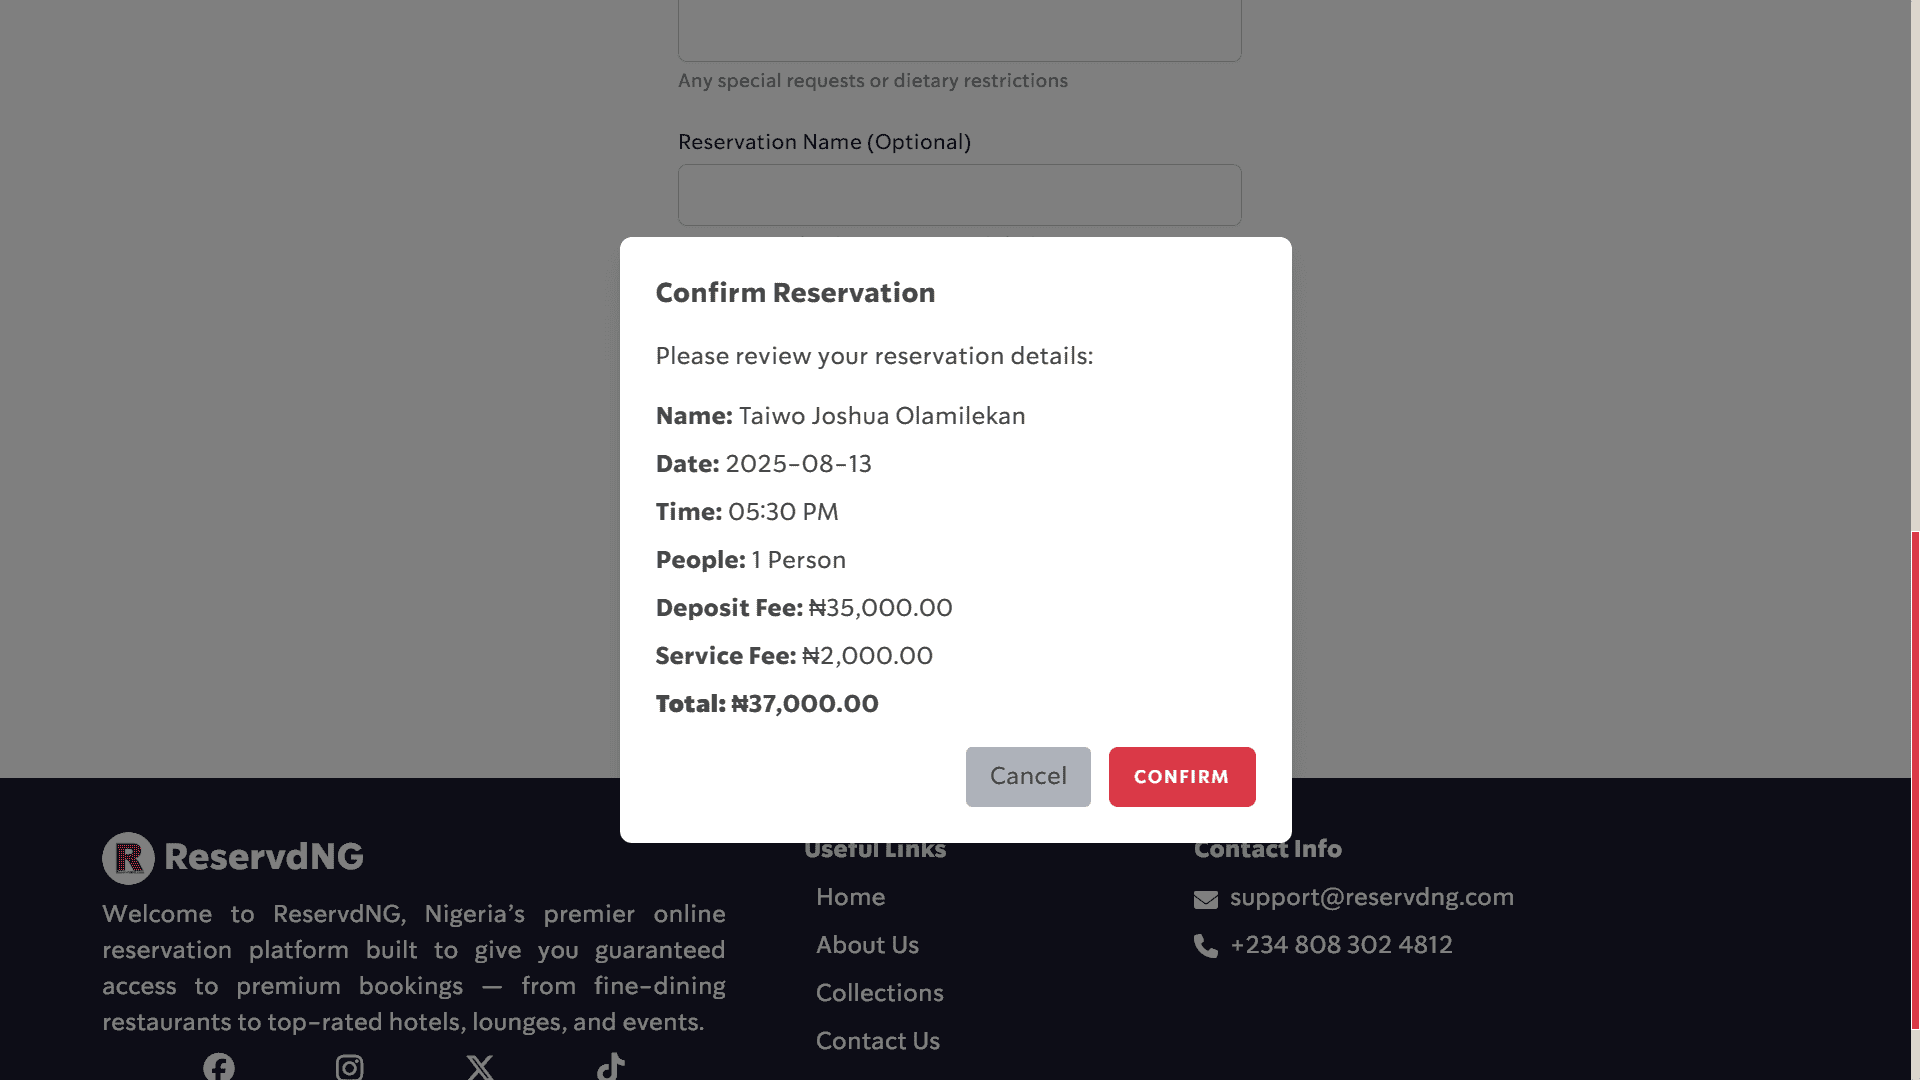 Any special requests or dietary restrictions
Reservation Name (Optional)
Confirm Reservation
Please review your reservation details:
Name: Taiwo Joshua Olamilekan
Date: 2025-08-13
Time: 05:30 PM
People: 1 Person
Deposit Fee: ₦35,000.00
Service Fee: ₦2,000.00
Total: ₦37,000.00
Cancel
CONFIRM
ReservdNG
Welcome to ReservdNG, Nigeria's premier online
reservation platform built to give you guaranteed
access to premium bookings — from fine-dining
restaurants to top-rated hotels, lounges, and events.
Useful Links
Home
About Us
Collections
Contact Us
Contact Info
support@reservdng.com
+234 808 302 4812